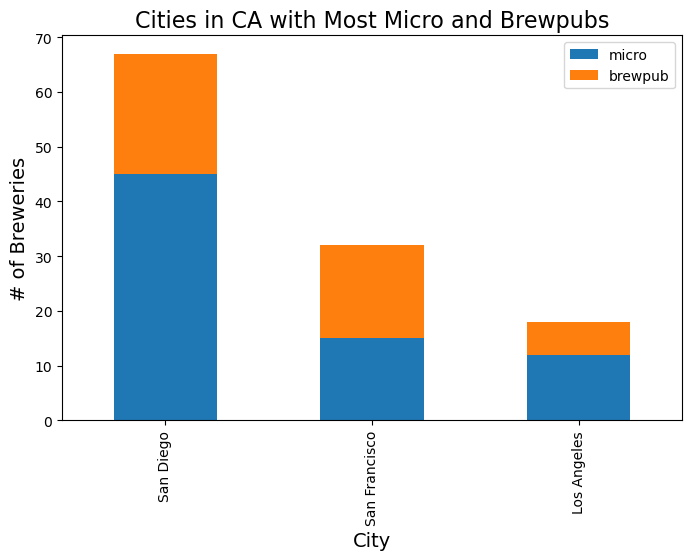 Cities in CA with Most Micro and Brewpubs
micro
brewpub
# of Breweries
70
60
50
40
30
20
10
0
San Diego
San Francisco
Los Angeles
City